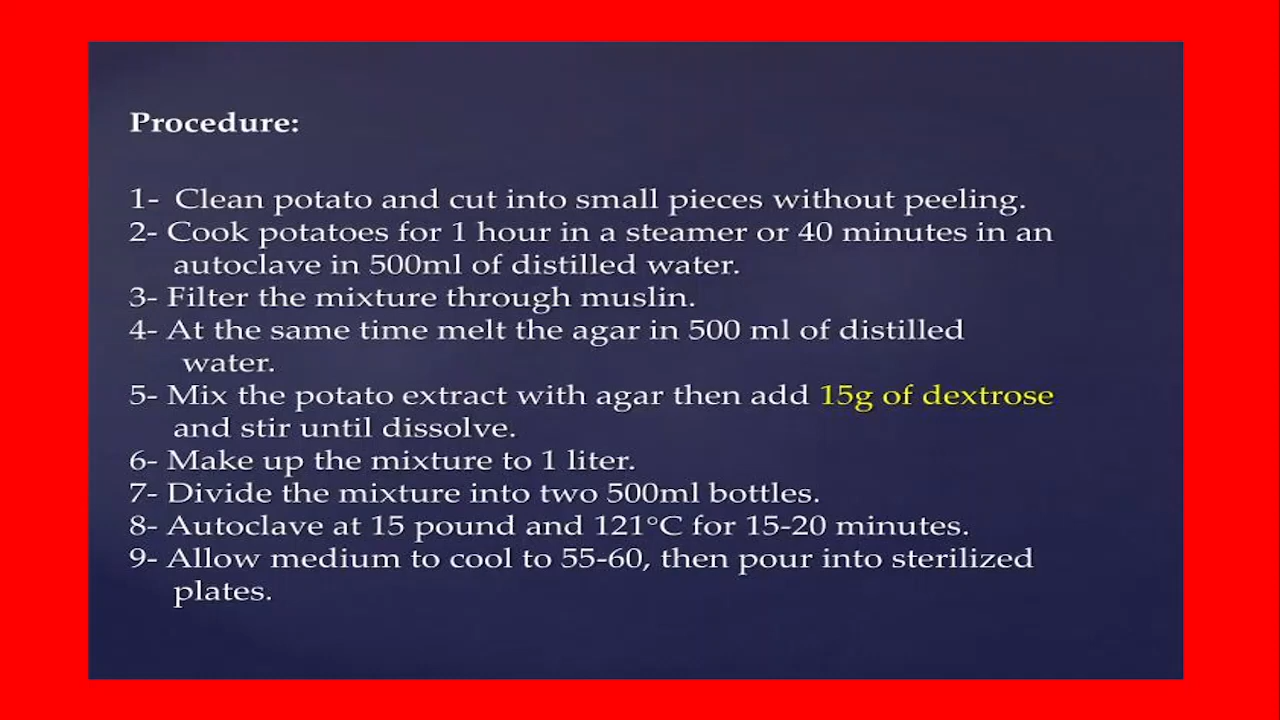 Procedure:
1- Clean potato and cut into small pieces without peeling.
2- Cook potatoes for 1 hour in a steamer or 40 minutes in an
autoclave in 500ml of distilled water.
3- Filter the mixture through muslin.
4- At the same time melt the agar in 500 ml of distilled
water.
5- Mix the potato extract with agar then add 15g of dextrose
and stir until dissolve.
6- Make up the mixture to 1 liter.
7- Divide the mixture into two 500ml bottles.
8- Autoclave at 15 pound and 121°C for 15-20 minutes.
9- Allow medium to cool to 55-60, then pour into sterilized
plates.